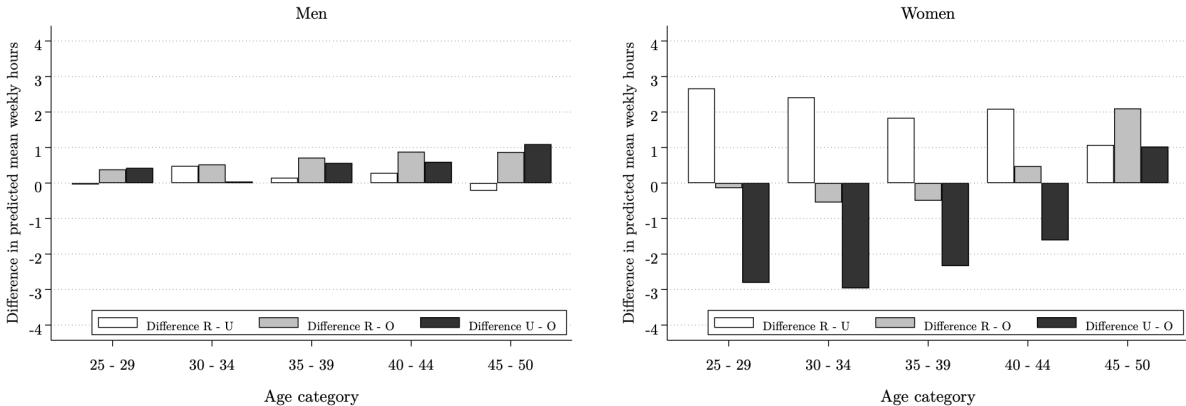 Men
Difference in predicted mean weekly hours
4
3
2
1
0
-1
-2
-3
-4
Difference R - U
Difference R - O
Difference U - O
25 - 29
30 - 34
35 - 39
40 - 44
45 - 50
Age category
Women
Difference in predicted mean weekly hours
4
3
2
1
0
-1
-2
-3
-4
Difference R - U
Difference R - O
Difference U - O
25 - 29
30 - 34
35 - 39
40 - 44
45 - 50
Age category